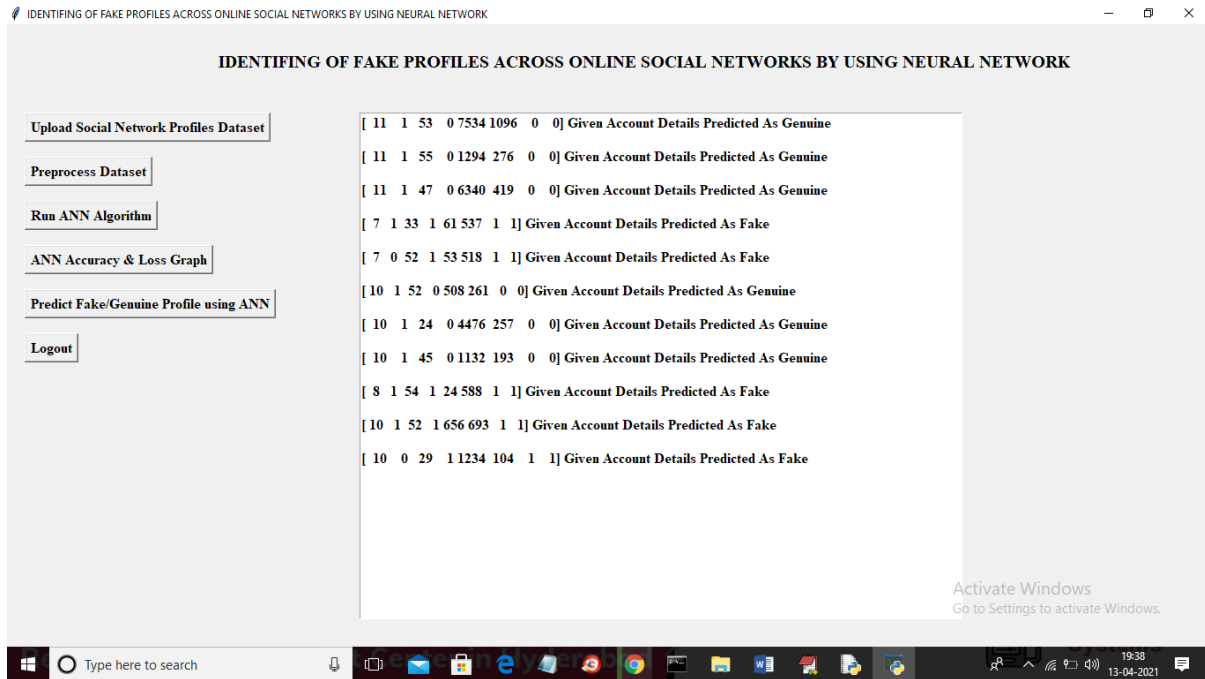 IDENTIFING OF FAKE PROFILES ACROSS ONLINE SOCIAL NETWORKS BY USING NEURAL NETWORK
IDENTIFING OF FAKE PROFILES ACROSS ONLINE SOCIAL NETWORKS BY USING NEURAL NETWORK
Upload Social Network Profiles Dataset
Preprocess Dataset
Run ANN Algorithm
ANN Accuracy & Loss Graph
Predict Fake/Genuine Profile using ANN
Logout
[ 11 1 53 0 7534 1096 0 0] Given Account Details Predicted As Genuine
[ 11 1 55 0 1294 276 0 0] Given Account Details Predicted As Genuine
[ 11 1 47 0 6340 419 0 0] Given Account Details Predicted As Genuine
[ 7 1 33 1 61 537 1 1] Given Account Details Predicted As Fake
[ 7 0 52 1 53 518 1 1] Given Account Details Predicted As Fake
[ 10 1 52 0 508 261 0 0] Given Account Details Predicted As Genuine
[ 10 1 24 0 4476 257 0 0] Given Account Details Predicted As Genuine
[ 10 1 45 0 1132 193 0 0] Given Account Details Predicted As Genuine
[ 8 1 54 1 24 588 1 1] Given Account Details Predicted As Fake
[ 10 1 52 1 656 693 1 1] Given Account Details Predicted As Fake
[ 10 0 29 1 1234 104 1 1] Given Account Details Predicted As Fake
Activate Windows
Go to Settings to activate Windows.
Type here to search
19:38
13-04-2021